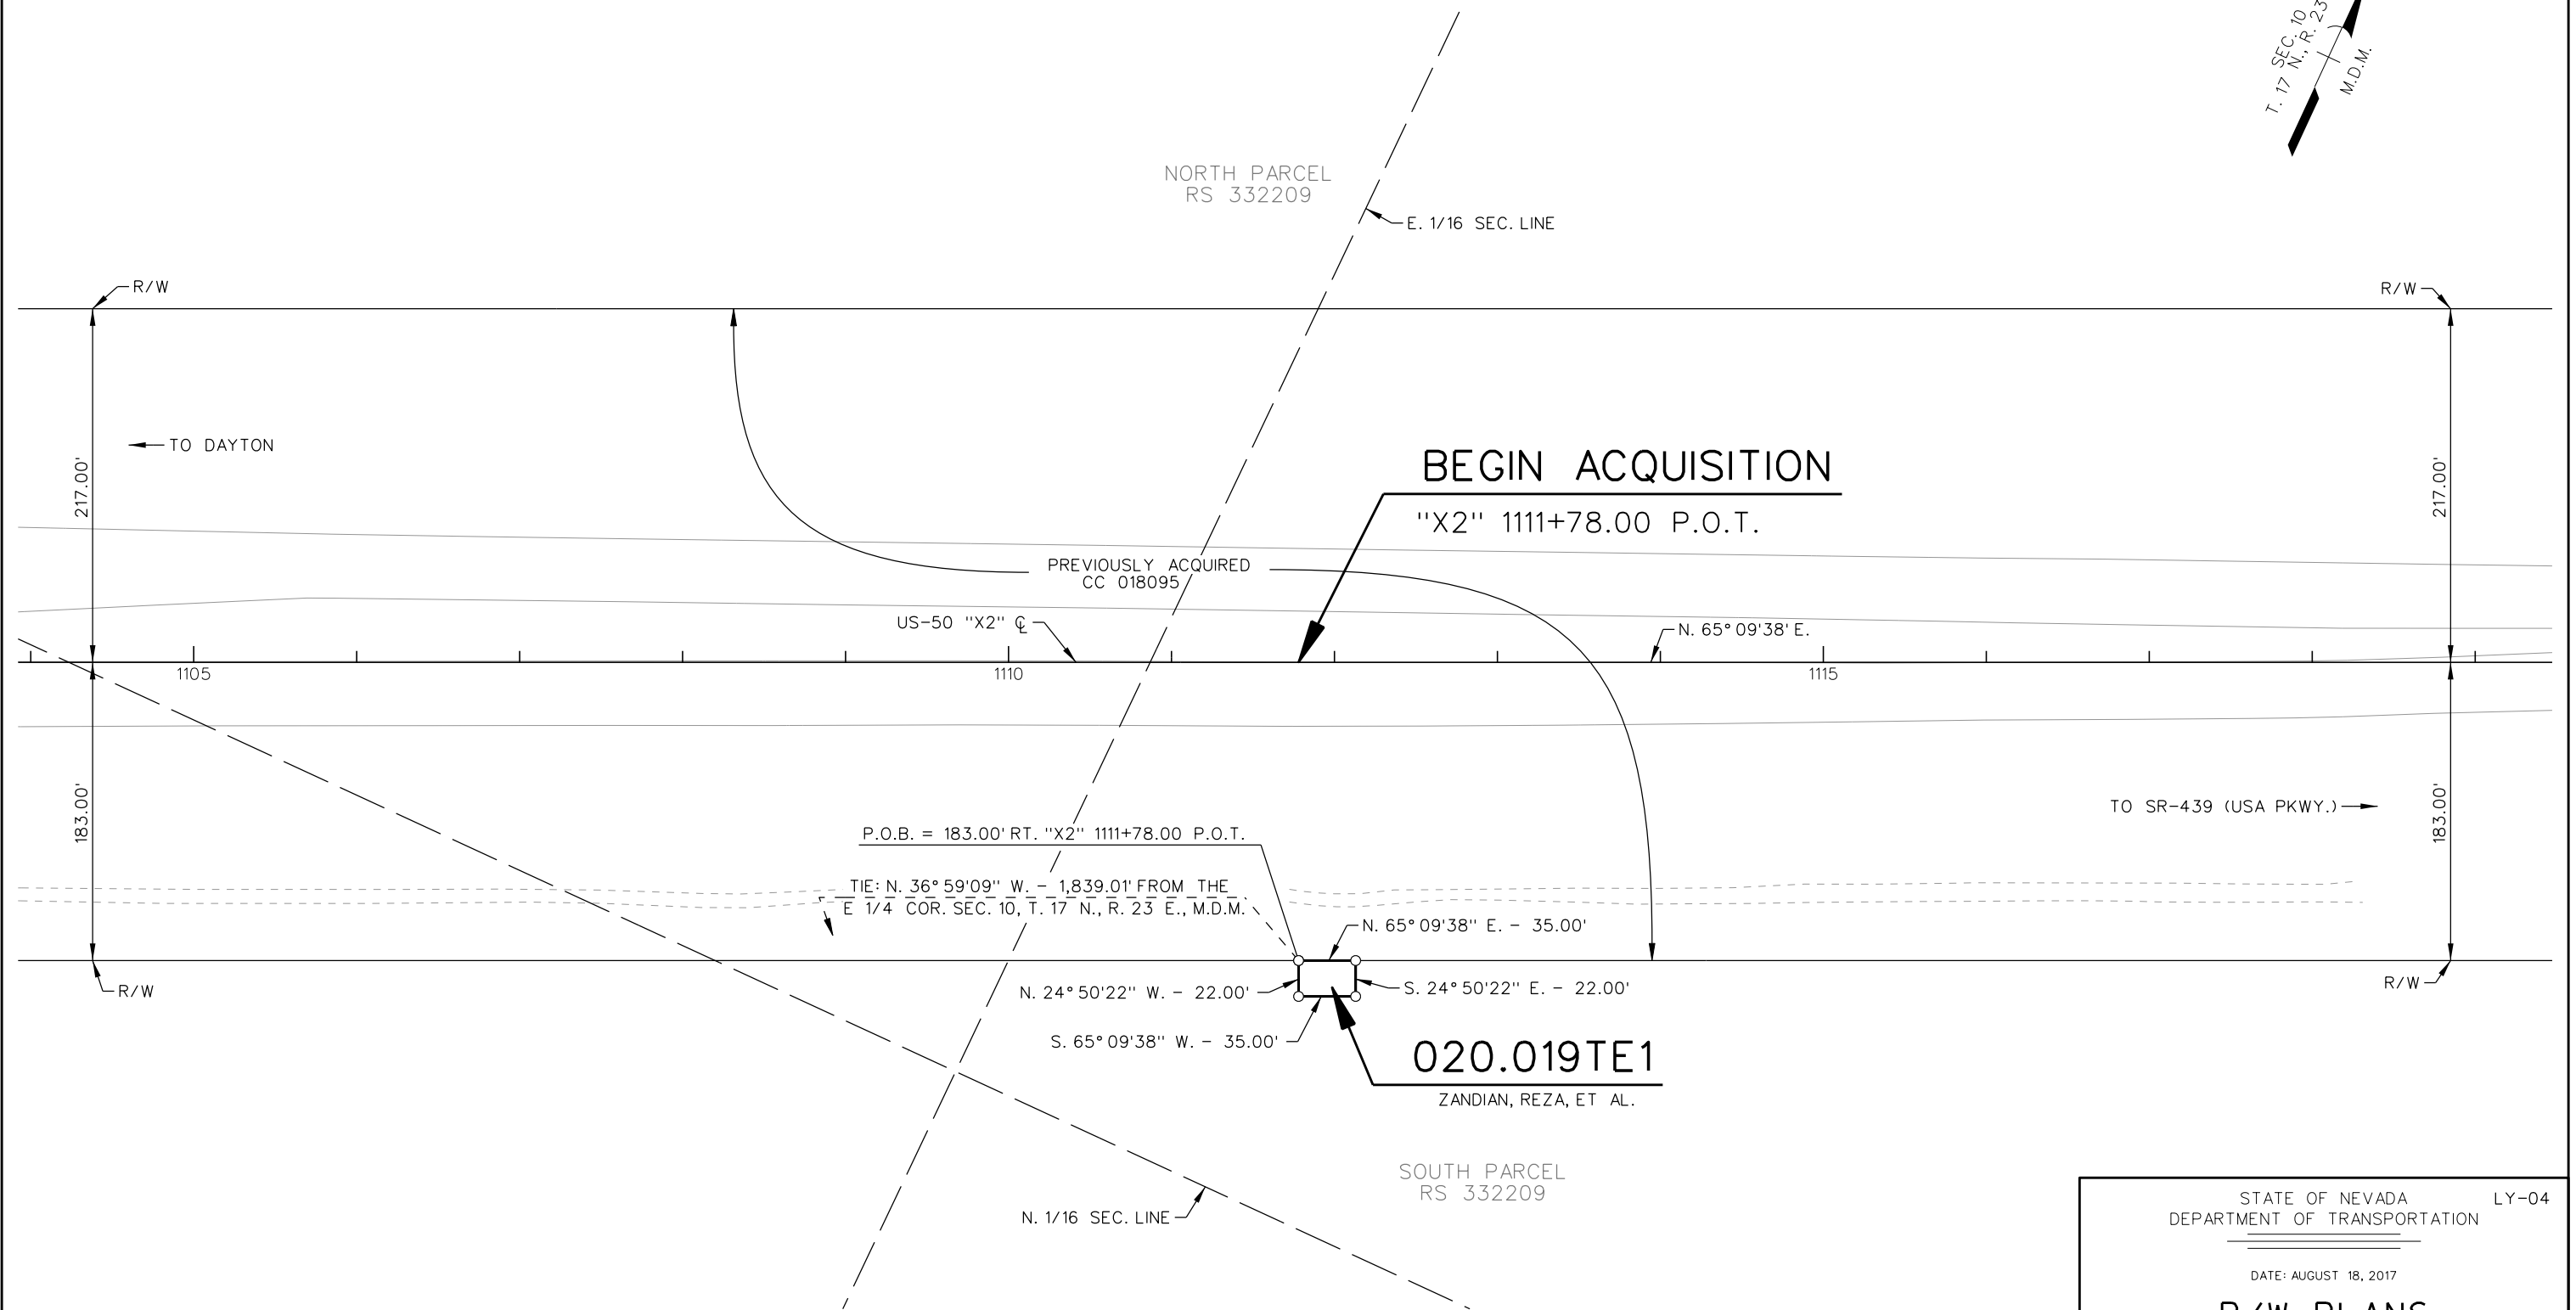 SEC. 10
T. 17 N., R. 23
M.D.M.
NORTH PARCEL
RS 332209
E. 1/16 SEC. LINE
R/W
R/W
217.00'
TO DAYTON
217.00'
BEGIN ACQUISITION
"X2" 1111+78.00 P.O.T.
PREVIOUSLY ACQUIRED
CC 018095
US-50 "X2" ℄
N. 65°09'38" E.
1105
1110
1115
183.00'
TO SR-439 (USA PKWY.)
183.00'
P.O.B. = 183.00' RT. "X2" 1111+78.00 P.O.T.
TIE: N. 36°59'09" W. - 1,839.01' FROM THE
E 1/4 COR. SEC. 10, T. 17 N., R. 23 E., M.D.M.
N. 65°09'38" E. - 35.00'
R/W
N. 24°50'22" W. - 22.00'
S. 24°50'22" E. - 22.00'
R/W
S. 65°09'38" W. - 35.00'
020.019TE1
ZANDIAN, REZA, ET AL.
SOUTH PARCEL
RS 332209
N. 1/16 SEC. LINE
STATE OF NEVADA
LY-04
DEPARTMENT OF TRANSPORTATION
DATE: AUGUST 18, 2017
R/W PLANS